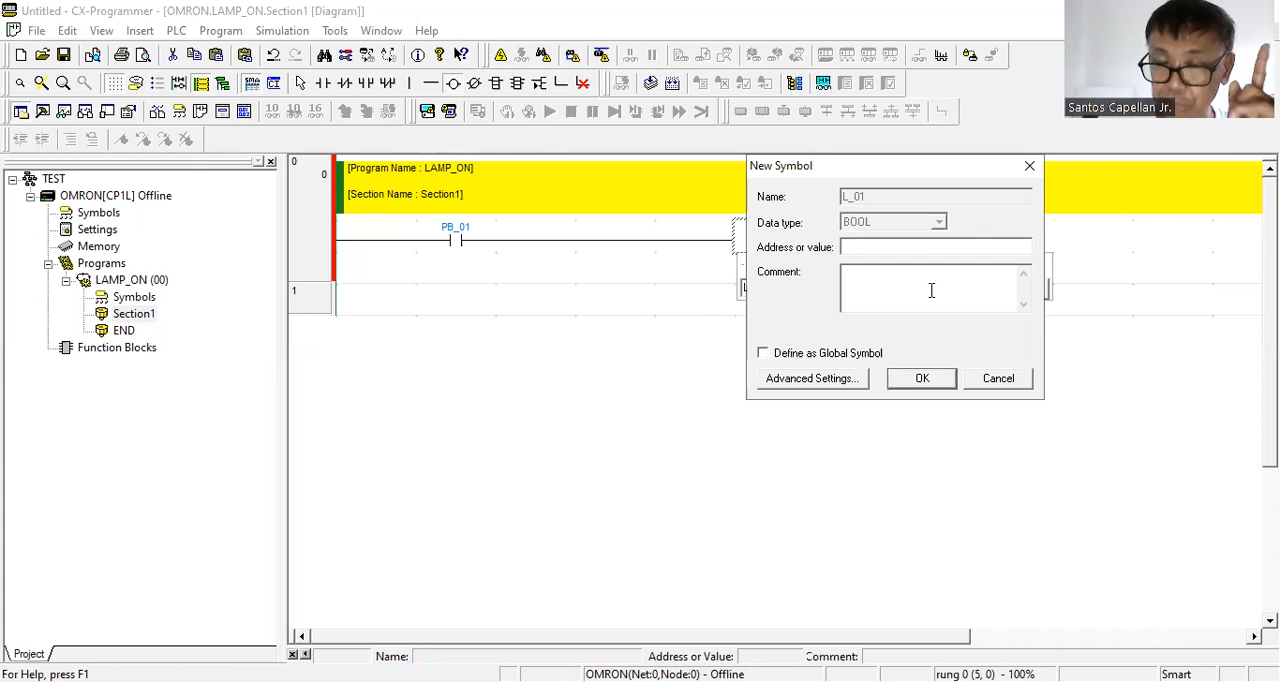 Untitled - CX-Programmer - [OMRON.LAMP_ON.Section1 [Diagram]]
File Edit View Insert PLC Program Simulation Tools Window Help
10 10 16
Santos Capellan Jr.
TEST
OMRON[CP1L] Offline
Symbols
Settings
Memory
Programs
LAMP_ON (00)
Symbols
Section1
END
Function Blocks
Project
0
0
[Program Name : LAMP_ON]
[Section Name : Section1]
PB_01
1
New Symbol
Name: L_01
Data type: BOOL
Address or value:
Comment:
Define as Global Symbol
Advanced Settings... OK Cancel
Name: Address or Value: Comment:
For Help, press F1 OMRON(Net:0,Node:0) - Offline rung 0 (5, 0) - 100% Smart